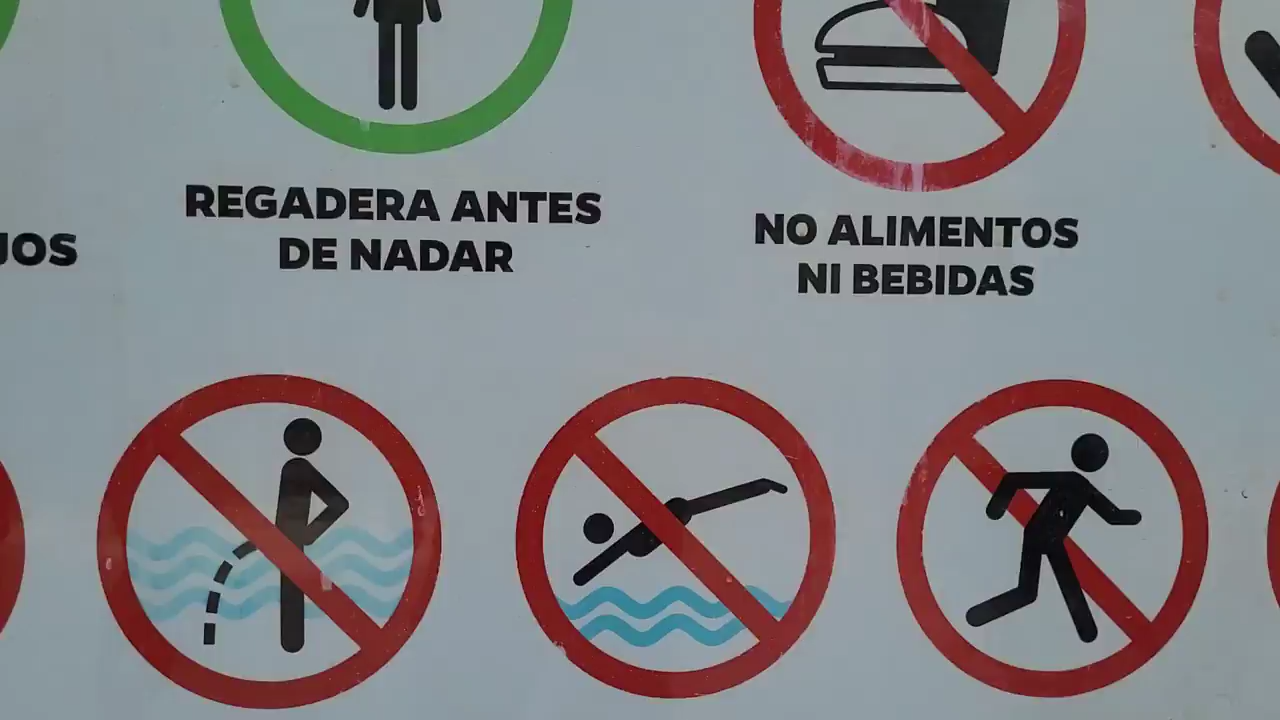 REGADERA ANTES
DE NADAR
NO ALIMENTOS
NI BEBIDAS